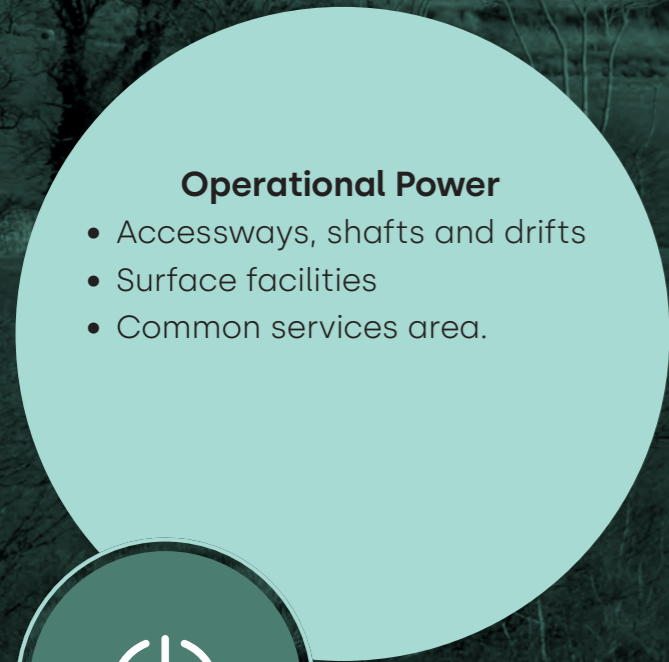 Operational Power
• Accessways, shafts and drifts
• Surface facilities
• Common services area.